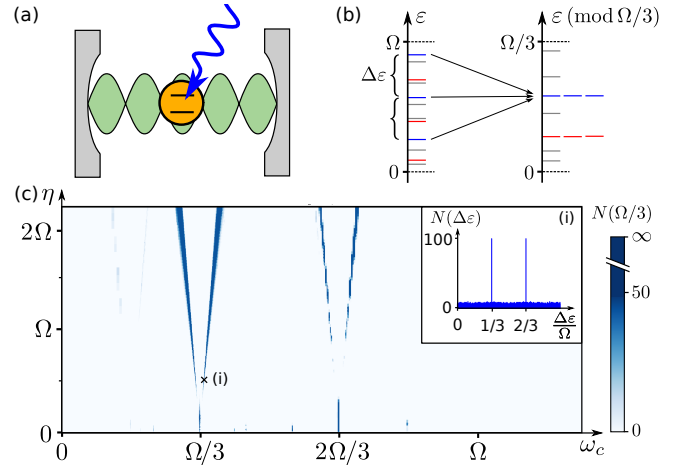 (a)
(b)
ε
Ω
Δε
0
ε (mod Ω/3)
Ω/3
0
(c)
η
2Ω
Ω
0
0
Ω/3
2Ω/3
Ω
ω_c
× (i)
N(Δε)
(i)
100
0
0
1/3
2/3
Δε/Ω
N(Ω/3)
∞
50
0